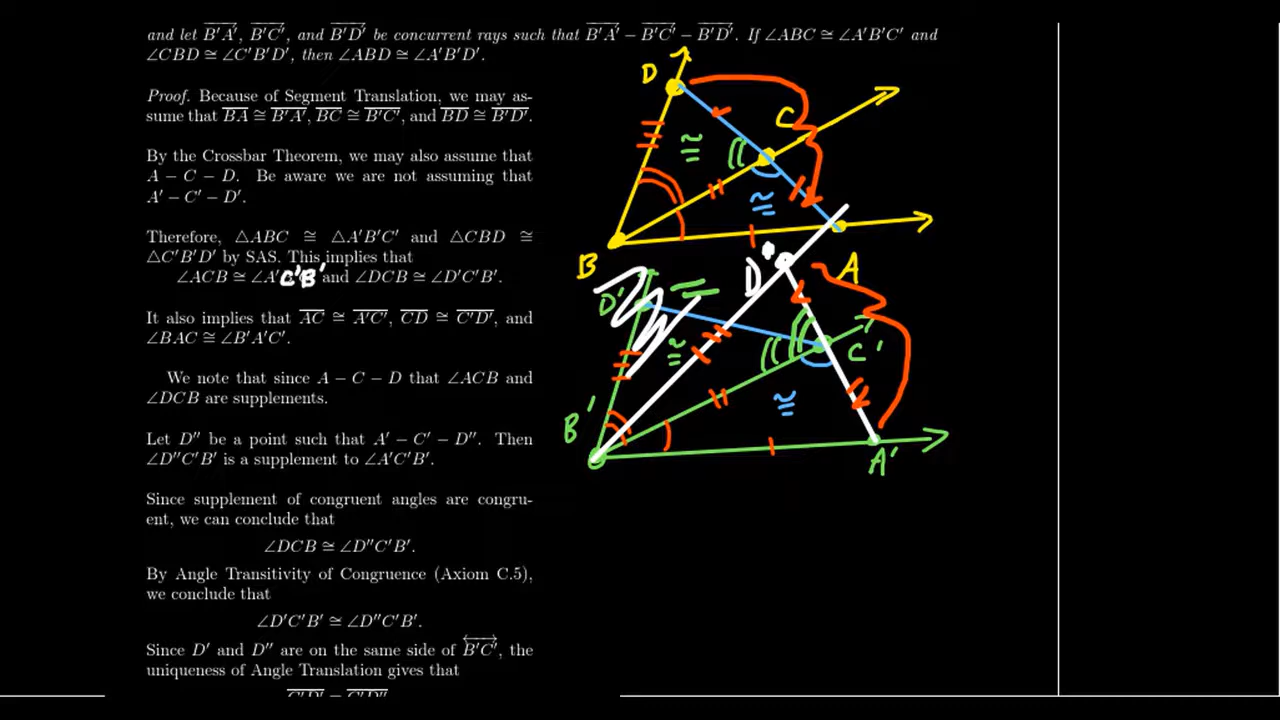 and let B'A', B'C', and B'D' be concurrent rays such that B'A' − B'C' − B'D'. If ∠ABC ≅ ∠A'B'C' and
∠CBD ≅ ∠C'B'D', then ∠ABD ≅ ∠A'B'D'.
Proof. Because of Segment Translation, we may as-
sume that BA ≅ B'A', BC ≅ B'C', and BD ≅ B'D'.
By the Crossbar Theorem, we may also assume that
A − C − D. Be aware we are not assuming that
A' − C' − D'.
Therefore, △ABC ≅ △A'B'C' and △CBD ≅
△C'B'D' by SAS. This implies that
∠ACB ≅ ∠A'C'B' and ∠DCB ≅ ∠D'C'B'.
It also implies that AC ≅ A'C', CD ≅ C'D', and
∠BAC ≅ ∠B'A'C'.
We note that since A − C − D that ∠ACB and
∠DCB are supplements.
Let D'' be a point such that A' − C' − D''. Then
∠D''C'B' is a supplement to ∠A'C'B'.
Since supplement of congruent angles are congru-
ent, we can conclude that
∠DCB ≅ ∠D''C'B'.
By Angle Transitivity of Congruence (Axiom C.5),
we conclude that
∠D'C'B' ≅ ∠D''C'B'.
Since D' and D'' are on the same side of B'C', the
uniqueness of Angle Translation gives that
C'D' = C'D''
D
C
≅
≅
B
A
D'
D''
≅
C'
≅
B'
A'